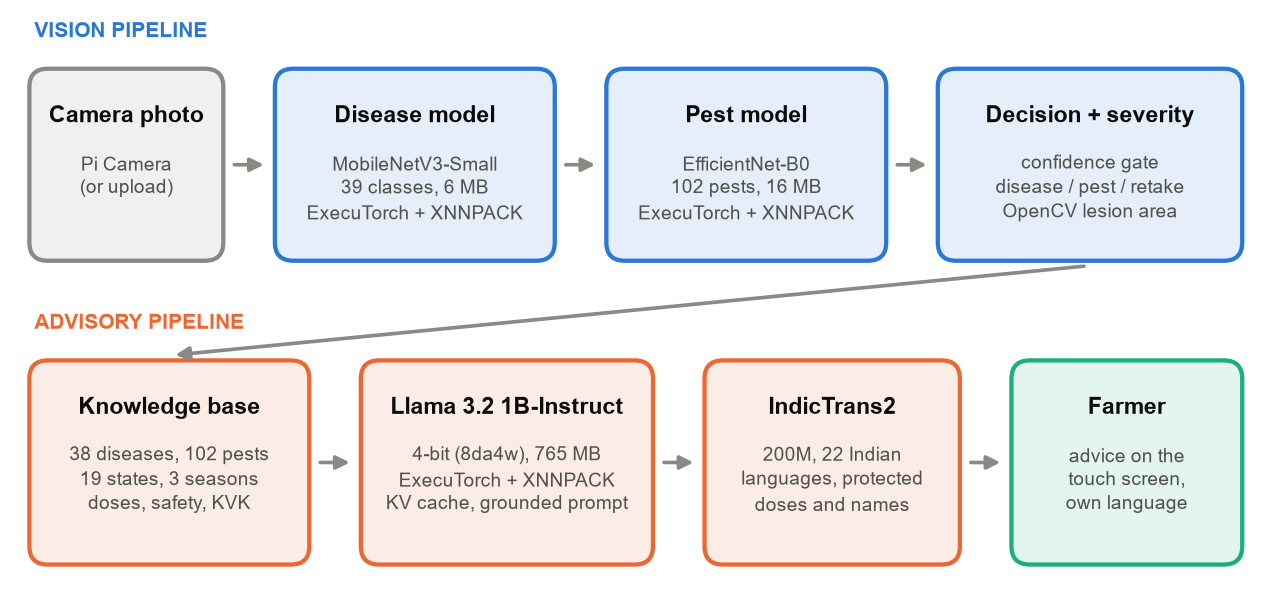 VISION PIPELINE
Camera photo
Pi Camera
(or upload)
Disease model
MobileNetV3-Small
39 classes, 6 MB
ExecuTorch + XNNPACK
Pest model
EfficientNet-B0
102 pests, 16 MB
ExecuTorch + XNNPACK
Decision + severity
confidence gate
disease / pest / retake
OpenCV lesion area
ADVISORY PIPELINE
Knowledge base
38 diseases, 102 pests
19 states, 3 seasons
doses, safety, KVK
Llama 3.2 1B-Instruct
4-bit (8da4w), 765 MB
ExecuTorch + XNNPACK
KV cache, grounded prompt
IndicTrans2
200M, 22 Indian
languages, protected
doses and names
Farmer
advice on the
touch screen,
own language